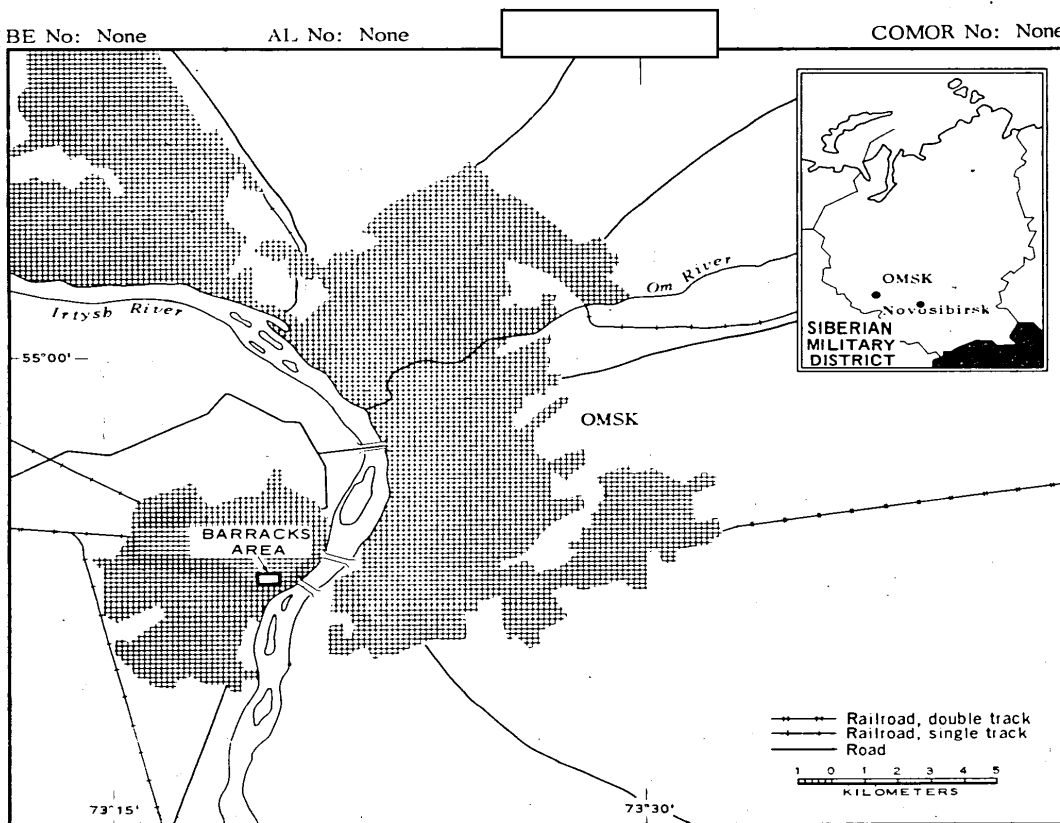 BE No: None AL No: None COMOR No: None
OMSK
Novosibirsk
SIBERIAN
MILITARY
DISTRICT
Om River
Irtysh River
55°00'
OMSK
BARRACKS
AREA
Railroad, double track
Railroad, single track
Road
1 0 1 2 3 4 5
KILOMETERS
73°15' 73°30'